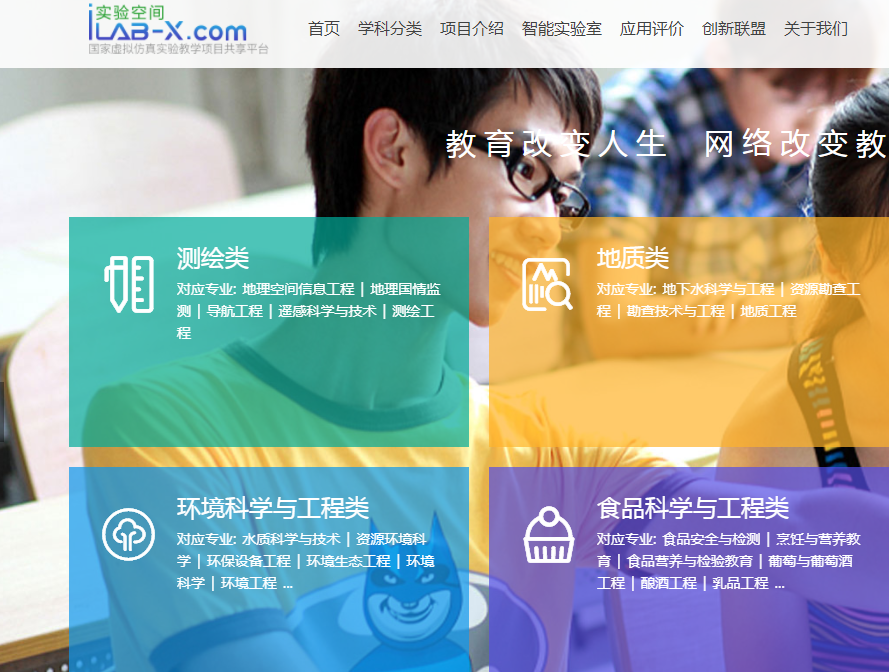 实验空间
iLAB-X.com
国家虚拟仿真实验教学项目共享平台
首页 学科分类 项目介绍 智能实验室 应用评价 创新联盟 关于我们
教育改变人生 网络改变教
测绘类
对应专业: 地理空间信息工程 | 地理国情监
测 | 导航工程 | 遥感科学与技术 | 测绘工
程
地质类
对应专业: 地下水科学与工程 | 资源勘查工
程 | 勘查技术与工程 | 地质工程
环境科学与工程类
对应专业: 水质科学与技术 | 资源环境科
学 | 环保设备工程 | 环境生态工程 | 环境
科学 | 环境工程 ...
食品科学与工程类
对应专业: 食品安全与检测 | 烹饪与营养教
育 | 食品营养与检验教育 | 葡萄与葡萄酒
工程 | 酿酒工程 | 乳品工程 ...